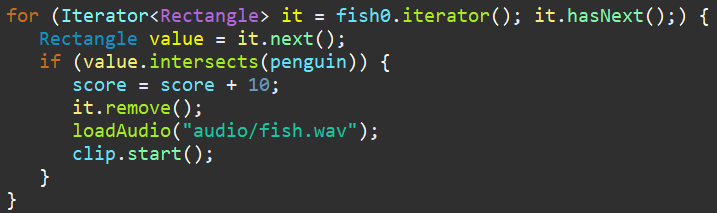 for (Iterator<Rectangle> it = fish0.iterator(); it.hasNext();) {
   Rectangle value = it.next();
   if (value.intersects(penguin)) {
      score = score + 10;
      it.remove();
      loadAudio("audio/fish.wav");
      clip.start();
   }
}